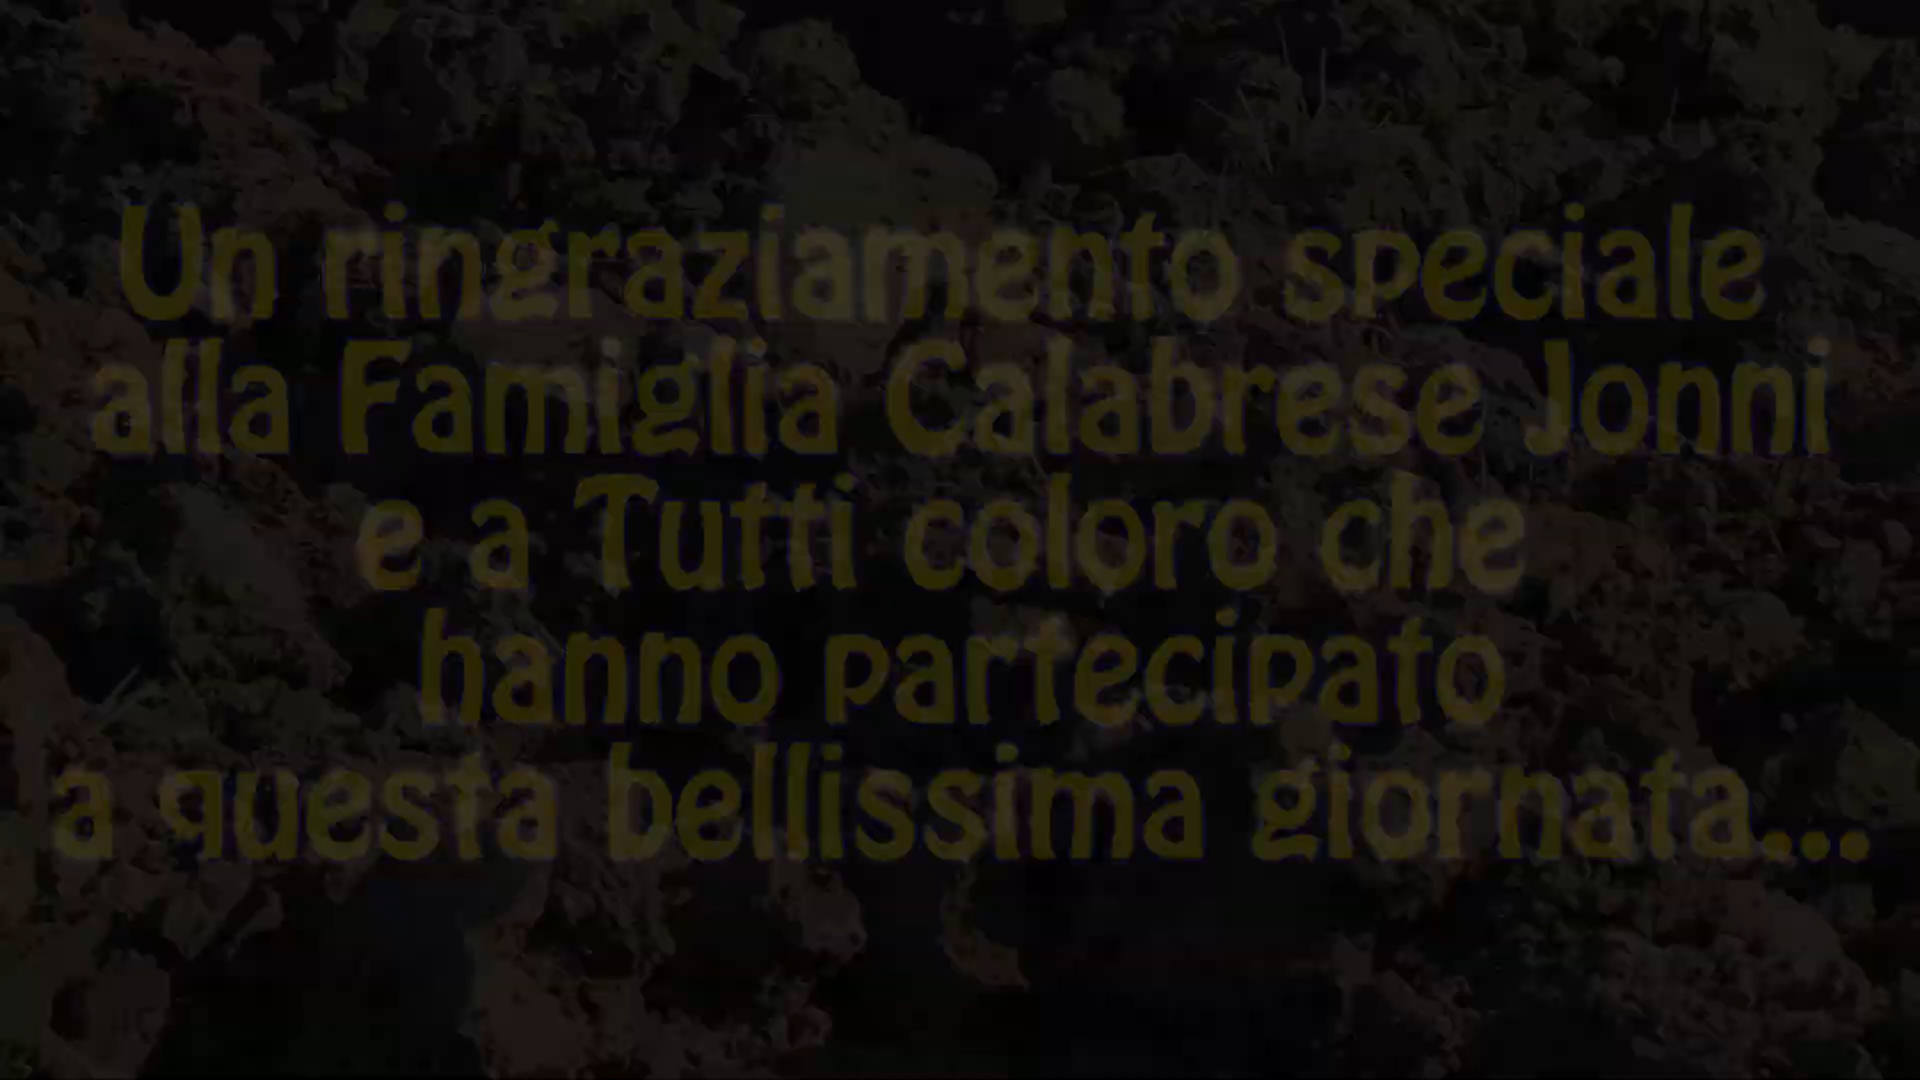 Un ringraziamento speciale
alla Famiglia Calabrese Jonni
e a Tutti coloro che
hanno partecipato
a questa bellissima giornata...